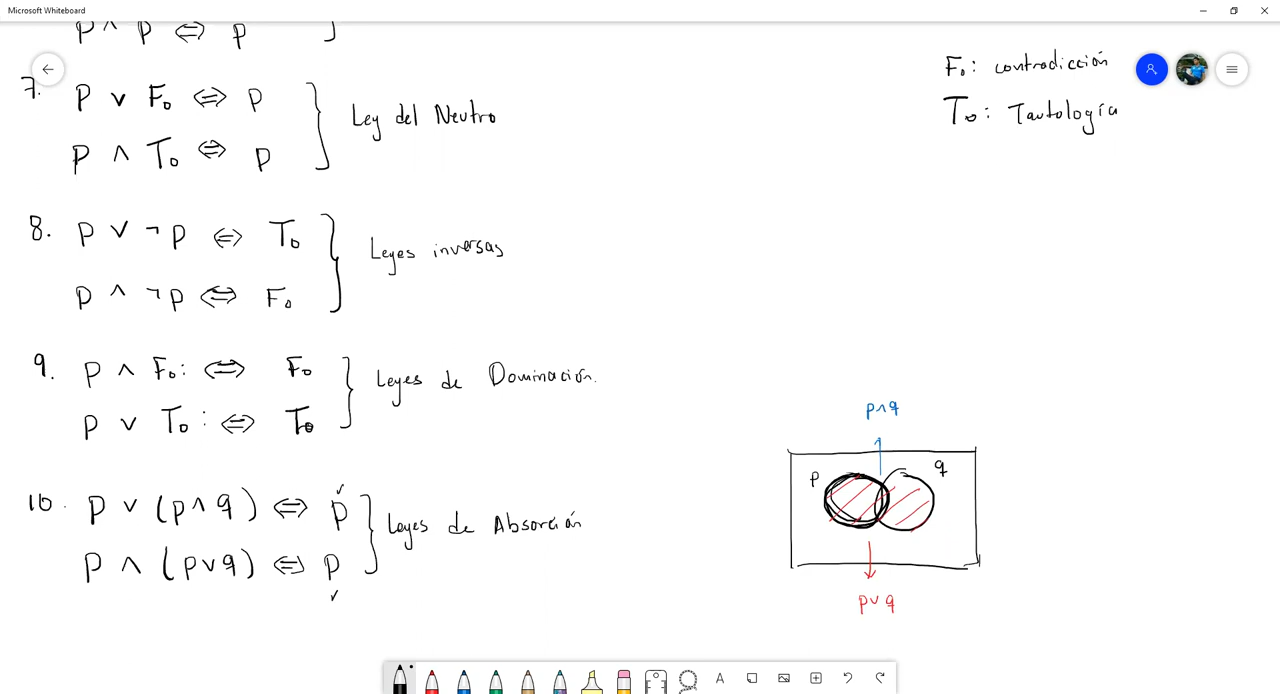 Microsoft Whiteboard
p ∧ p ⇔ p
F₀: contradicción
T₀: Tautología
7. p ∨ F₀ ⇔ p
p ∧ T₀ ⇔ p
Ley del Neutro
8. p ∨ ¬p ⇔ T₀
p ∧ ¬p ⇔ F₀
Leyes inversas
9. p ∧ F₀: ⇔ F₀
p ∨ T₀: ⇔ T₀
Leyes de Dominación.
10. p ∨ (p ∧ q) ⇔ p
p ∧ (p ∨ q) ⇔ p
Leyes de Absorción
p ∧ q
p
q
p ∨ q
A